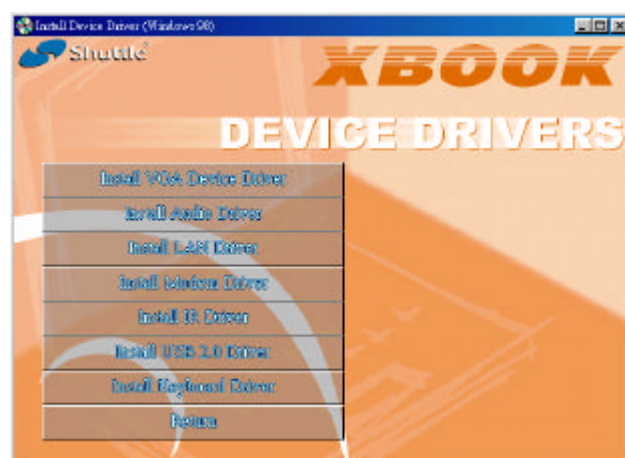 Install Device Driver (Windows 98)
Shuttle
XBOOK
DEVICE DRIVERS
Install VGA Device Driver
Install Audio Driver
Install LAN Driver
Install Modem Driver
Install IR Driver
Install USB 2.0 Driver
Install Keyboard Driver
Return